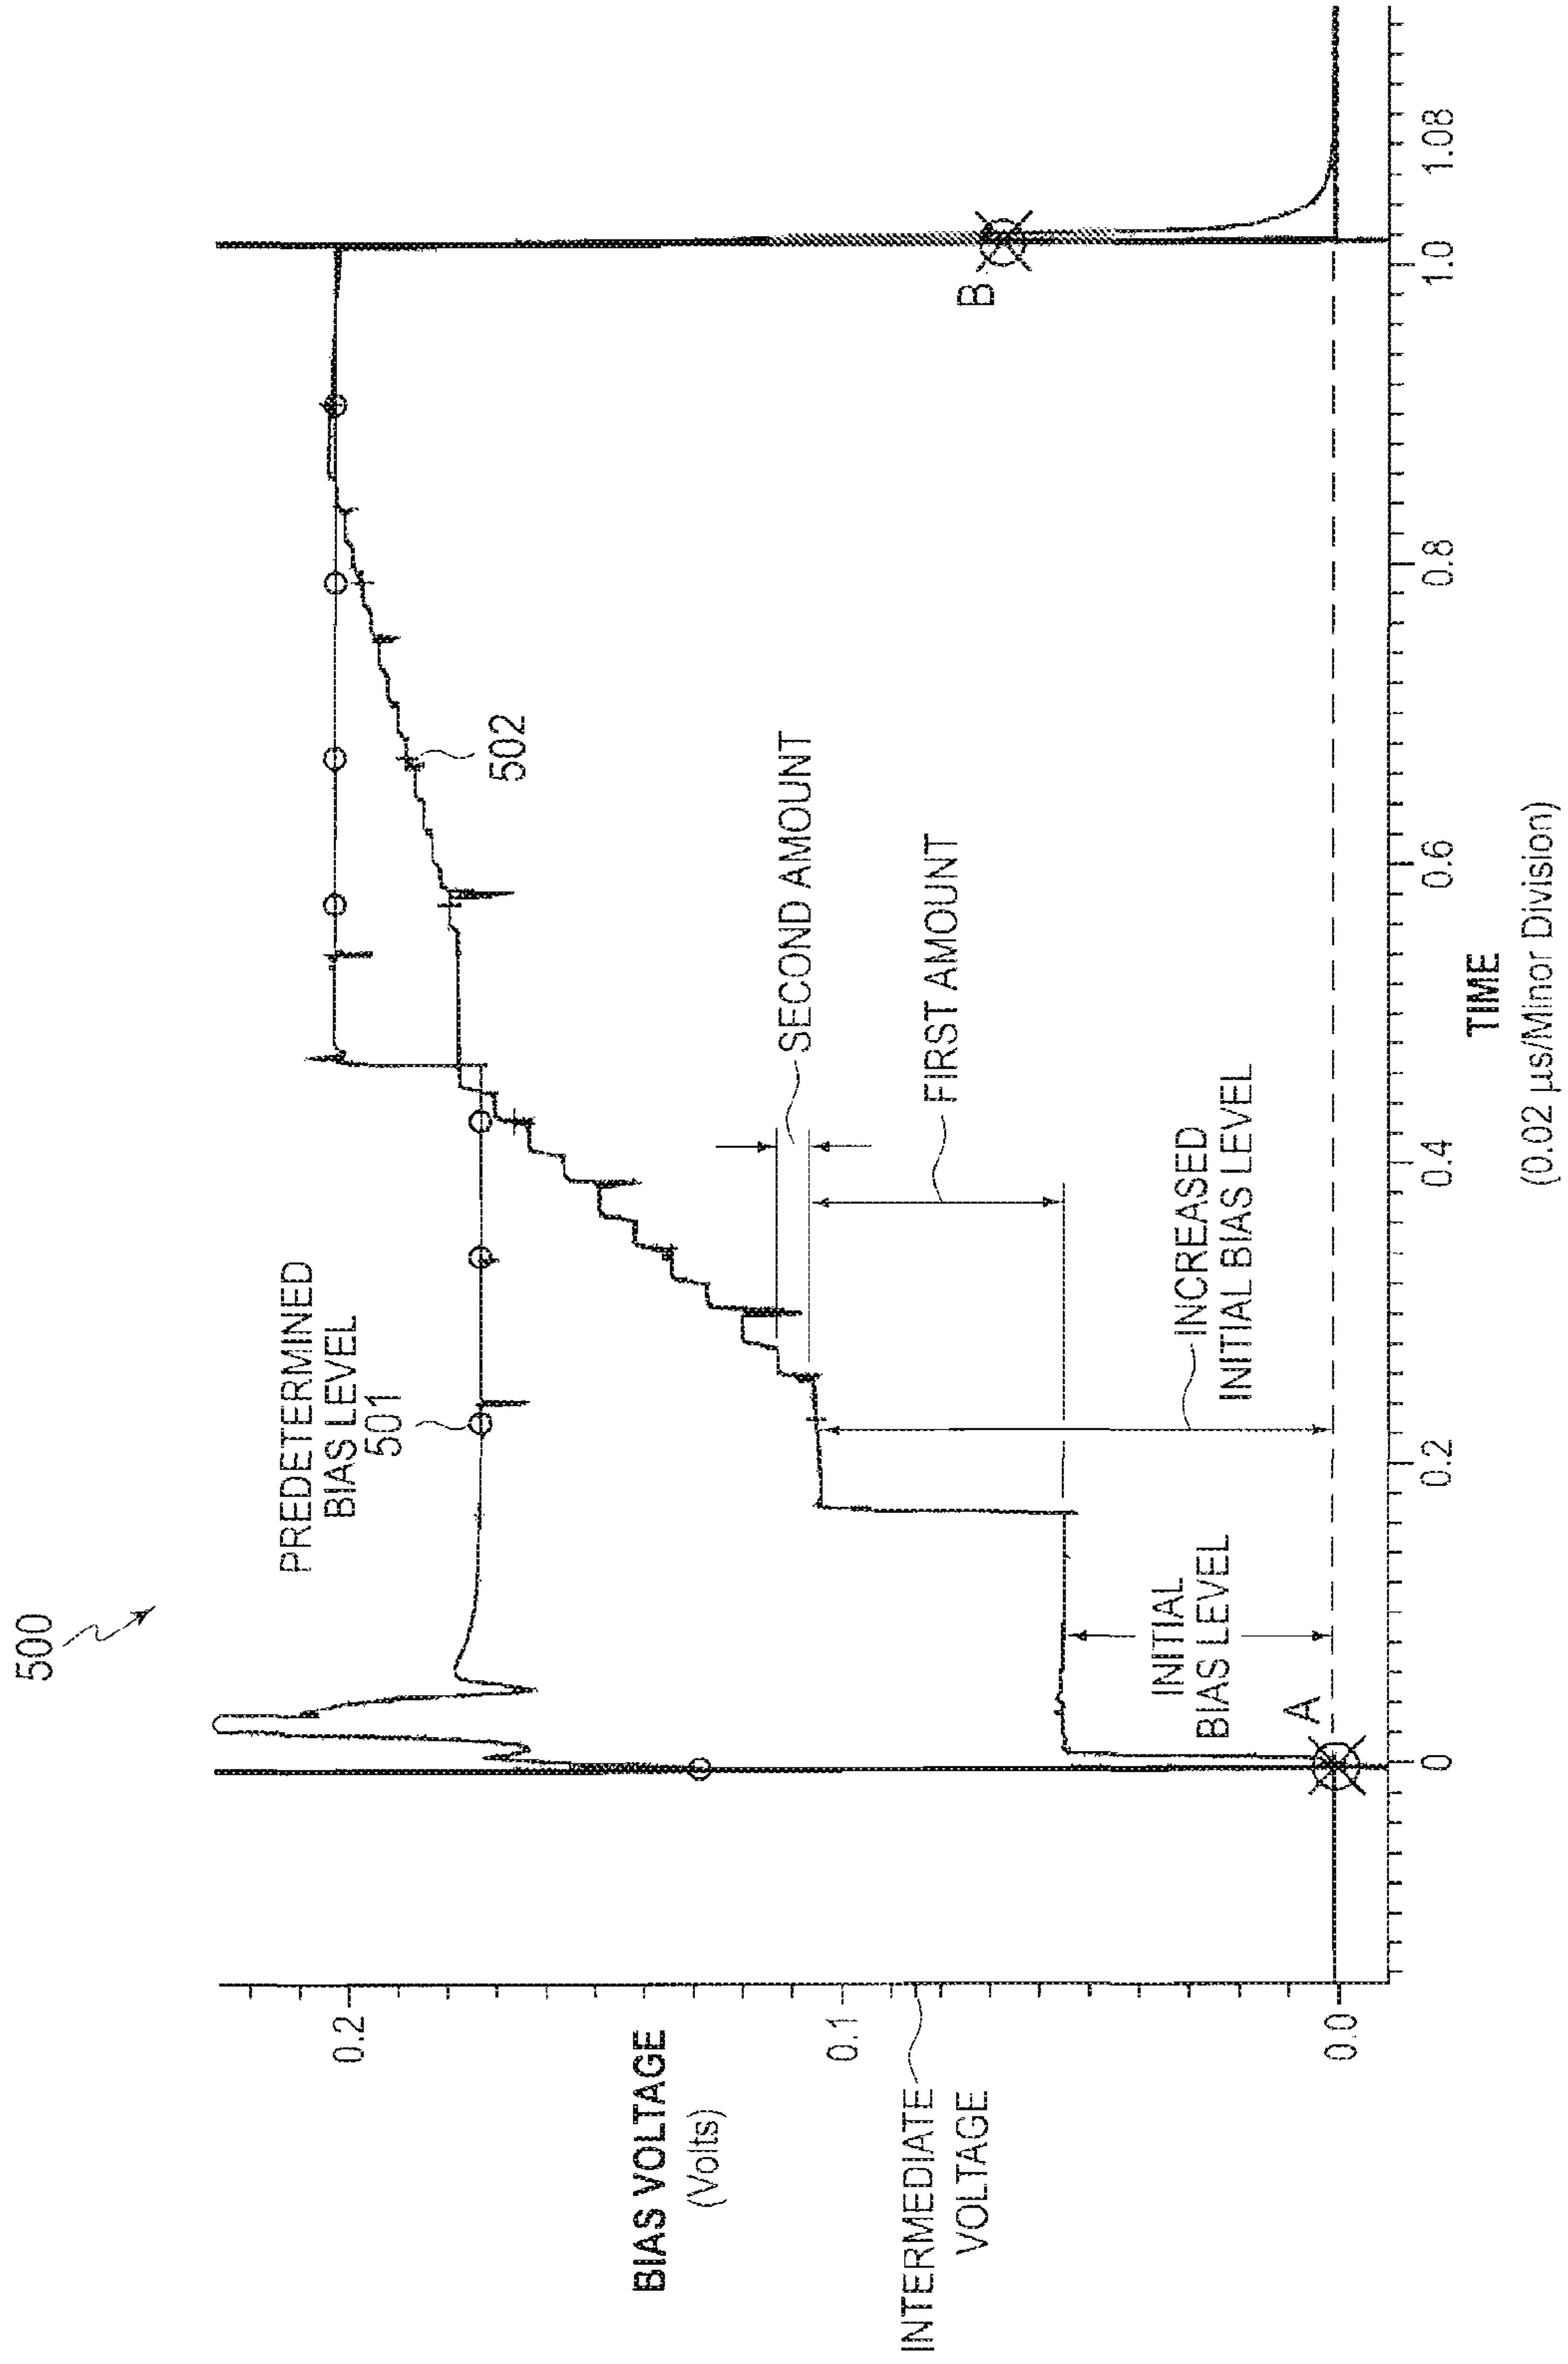 500
PREDETERMINED
BIAS LEVEL
501
502
SECOND AMOUNT
FIRST AMOUNT
INCREASED
INITIAL BIAS LEVEL
INITIAL
BIAS LEVEL
A
B
BIAS VOLTAGE
(Volts)
0.2
0.1
0.0
INTERMEDIATE
VOLTAGE
0
0.2
0.4
0.6
0.8
1.0
1.08
TIME
(0.02 µs/Minor Division)